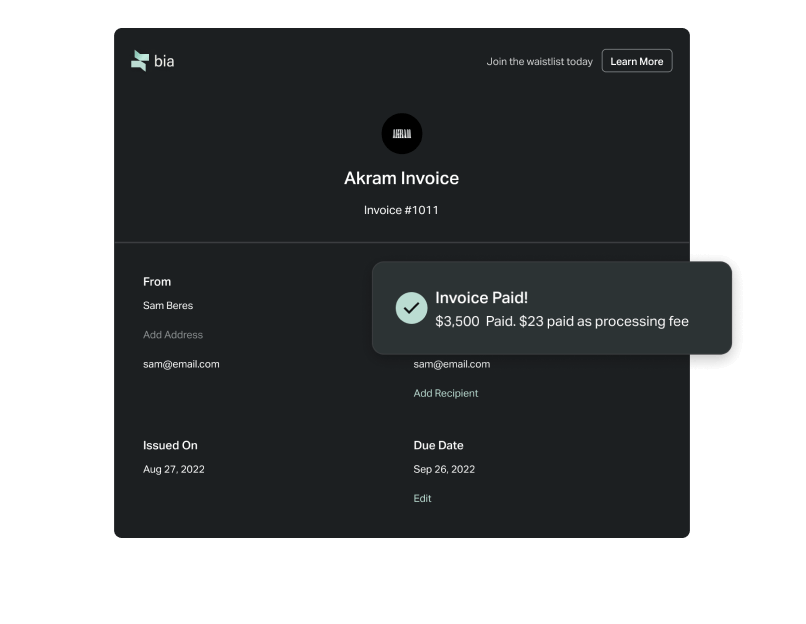 bia
Join the waistlist today
Learn More
AKRAM
Akram Invoice
Invoice #1011
From
Sam Beres
Add Address
sam@email.com
Invoice Paid!
$3,500 Paid. $23 paid as processing fee
sam@email.com
Add Recipient
Issued On
Aug 27, 2022
Due Date
Sep 26, 2022
Edit